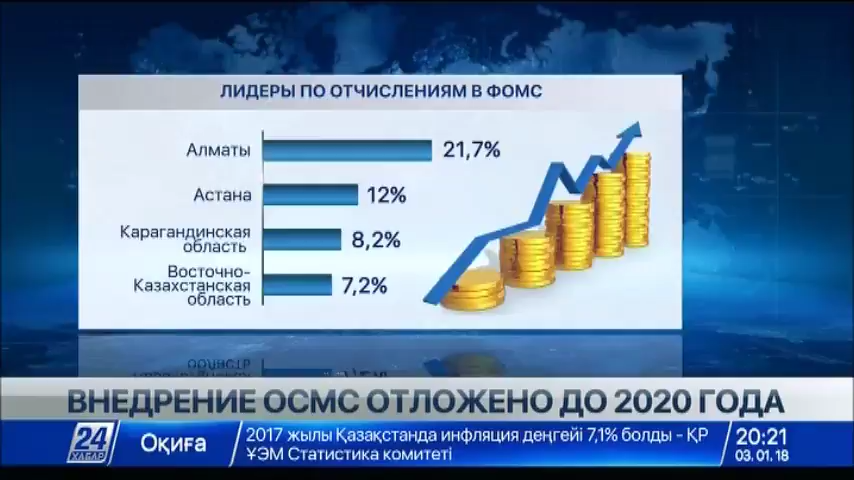 ЛИДЕРЫ ПО ОТЧИСЛЕНИЯМ В ФОМС
Алматы 21,7%
Астана 12%
Карагандинская
область 8,2%
Восточно-
Казахстанская
область 7,2%
ВНЕДРЕНИЕ ОСМС ОТЛОЖЕНО ДО 2020 ГОДА
24
ХАБАР
Оқиға
2017 жылы Қазақстанда инфляция деңгейі 7,1% болды - ҚР
ҰЭМ Статистика комитеті
20:21
03.01.18